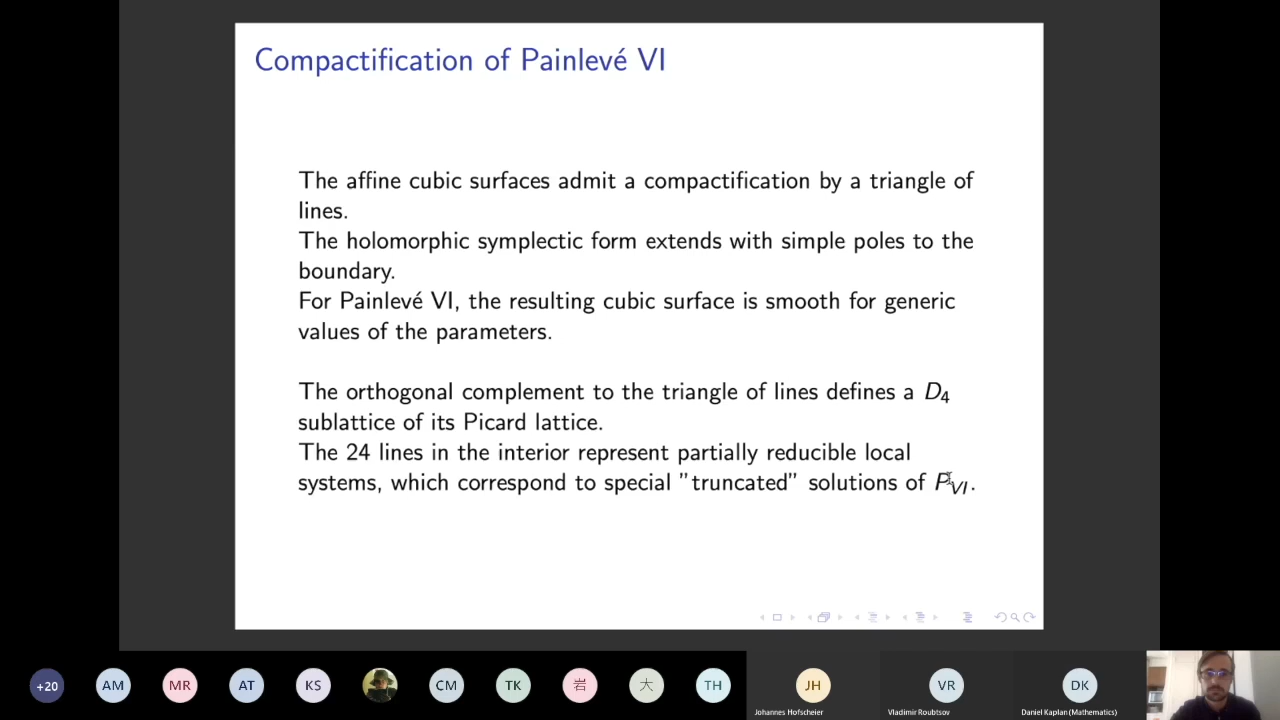 Compactification of Painlevé VI
The affine cubic surfaces admit a compactification by a triangle of
lines.
The holomorphic symplectic form extends with simple poles to the
boundary.
For Painlevé VI, the resulting cubic surface is smooth for generic
values of the parameters.
The orthogonal complement to the triangle of lines defines a D4
sublattice of its Picard lattice.
The 24 lines in the interior represent partially reducible local
systems, which correspond to special ”truncated” solutions of PVI.
+20 AM MR AT KS CM TK 岩 大 TH JH VR DK
Johannes Hofscheier Vladimir Roubtsov Daniel Kaplan (Mathematics)